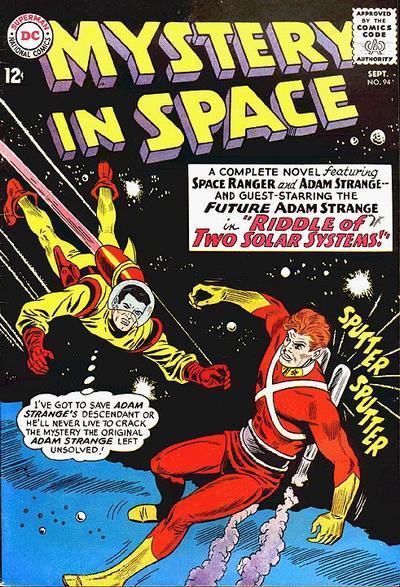 SUPERMAN
DC
NATIONAL COMICS
APPROVED
BY THE
COMICS
CODE
AUTHORITY
12¢
SEPT.
NO. 94
MYSTERY
IN SPACE
A COMPLETE NOVEL featuring
SPACE RANGER and ADAM STRANGE--
AND GUEST-STARRING THE
FUTURE ADAM STRANGE
in "RIDDLE of
TWO SOLAR SYSTEMS!"
SPUTTER
SPUTTER
I'VE GOT TO SAVE ADAM
STRANGE'S DESCENDANT OR
HE'LL NEVER LIVE TO CRACK
THE MYSTERY THE ORIGINAL
ADAM STRANGE LEFT
UNSOLVED!